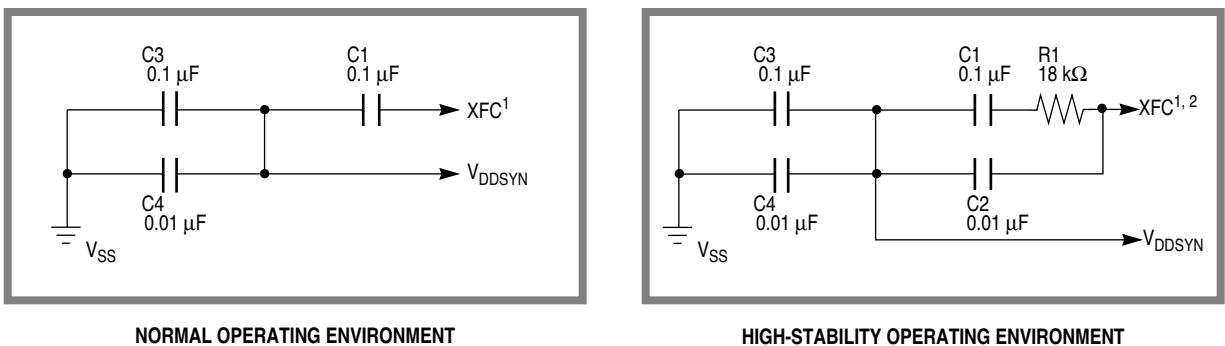 C3
0.1 μF
C1
0.1 μF
XFC1
VDDSYN
C4
0.01 μF
VSS
NORMAL OPERATING ENVIRONMENT
C3
0.1 μF
C1
0.1 μF
R1
18 kΩ
XFC1, 2
C4
0.01 μF
C2
0.01 μF
VDDSYN
VSS
HIGH-STABILITY OPERATING ENVIRONMENT